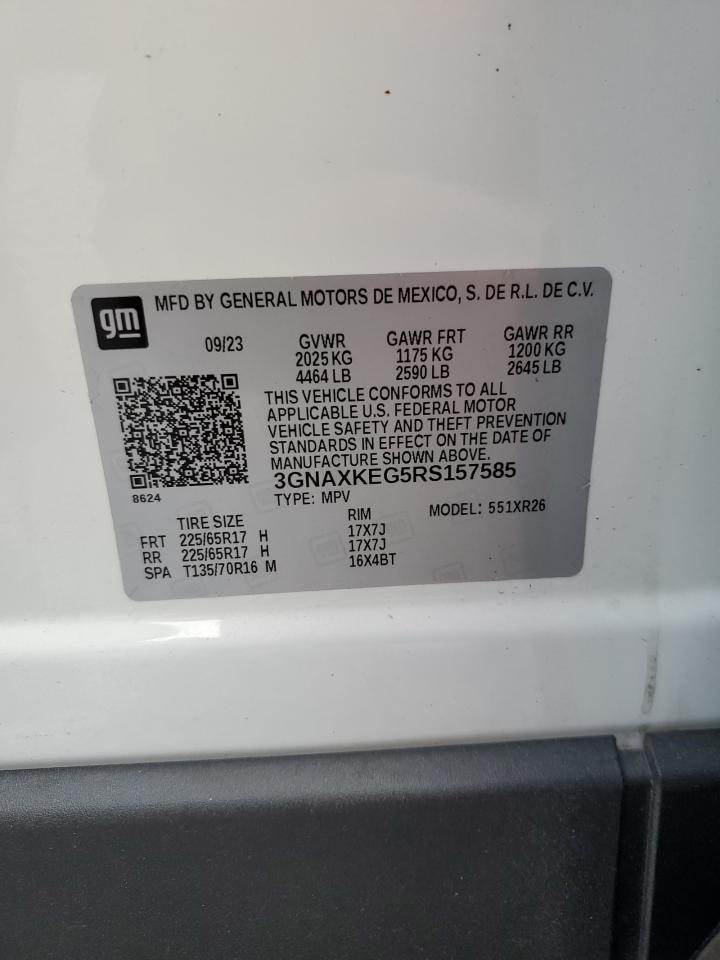 gm
MFD BY GENERAL MOTORS DE MEXICO, S. DE R.L. DE C.V.
09/23 GVWR GAWR FRT GAWR RR
2025 KG 1175 KG 1200 KG
4464 LB 2590 LB 2645 LB
THIS VEHICLE CONFORMS TO ALL
APPLICABLE U.S. FEDERAL MOTOR
VEHICLE SAFETY AND THEFT PREVENTION
STANDARDS IN EFFECT ON THE DATE OF
MANUFACTURE SHOWN ABOVE.
8624
3GNAXKEG5RS157585
TYPE: MPV MODEL: 551XR26
TIRE SIZE RIM
FRT 225/65R17 H 17X7J
RR 225/65R17 H 17X7J
SPA T135/70R16 M 16X4BT